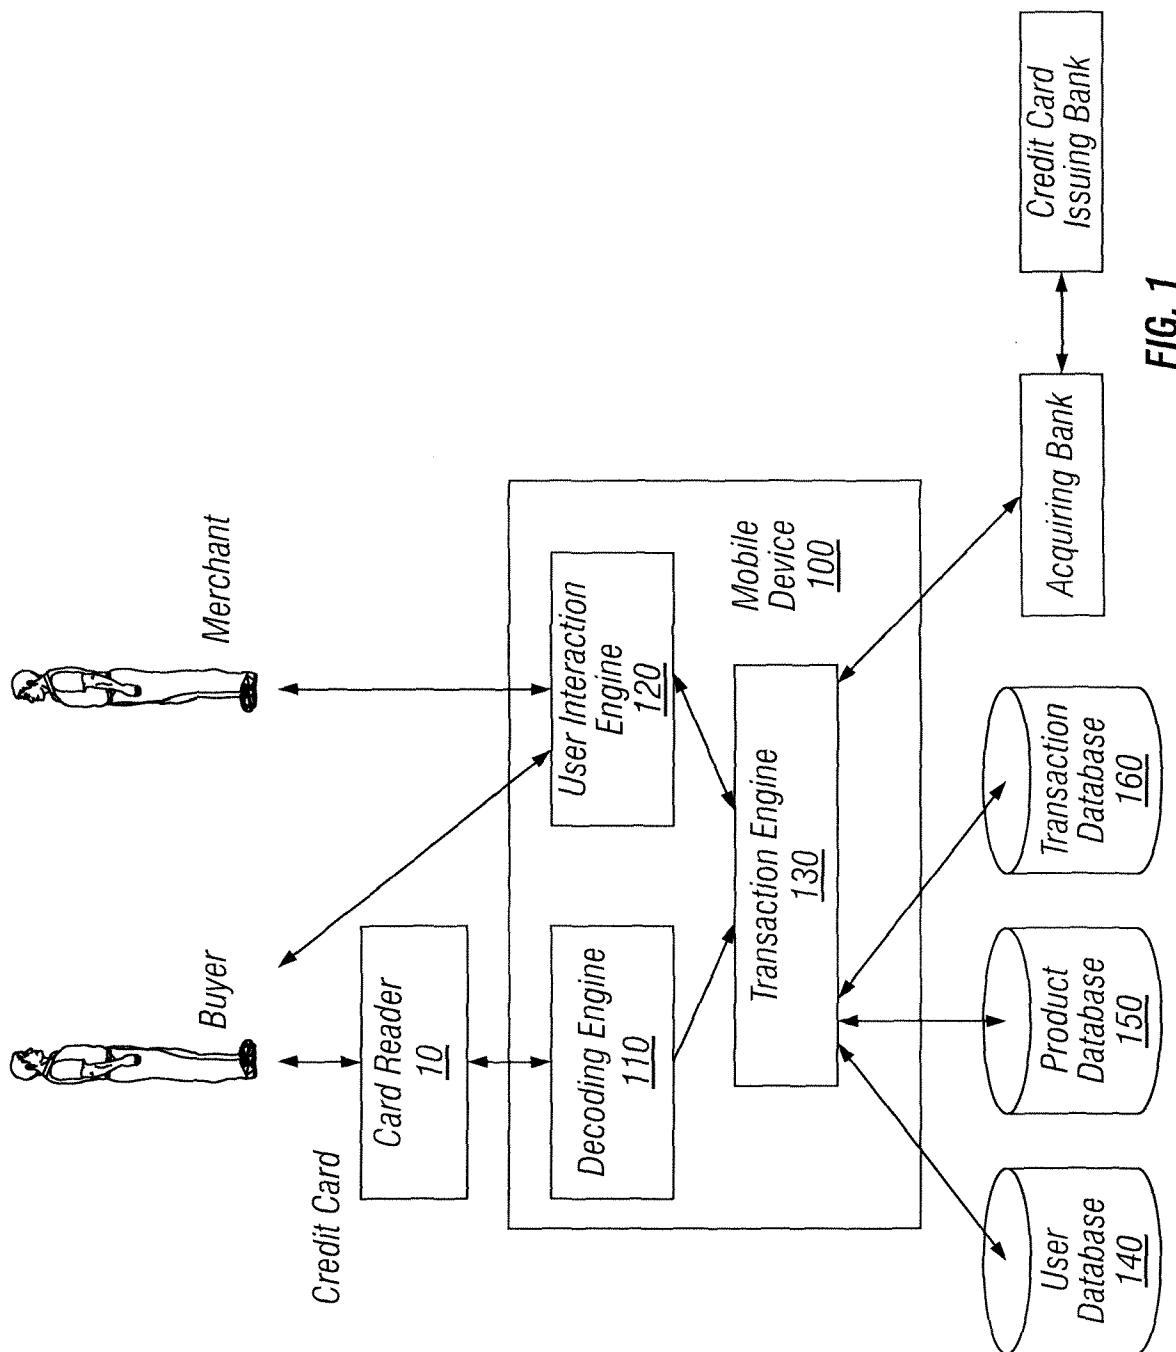 Buyer
Merchant
Credit Card
Card Reader
10
Decoding Engine
110
User Interaction
Engine
120
Mobile
Device
100
Transaction Engine
130
User
Database
140
Product
Database
150
Transaction
Database
160
Acquiring Bank
Credit Card
Issuing Bank
FIG. 1